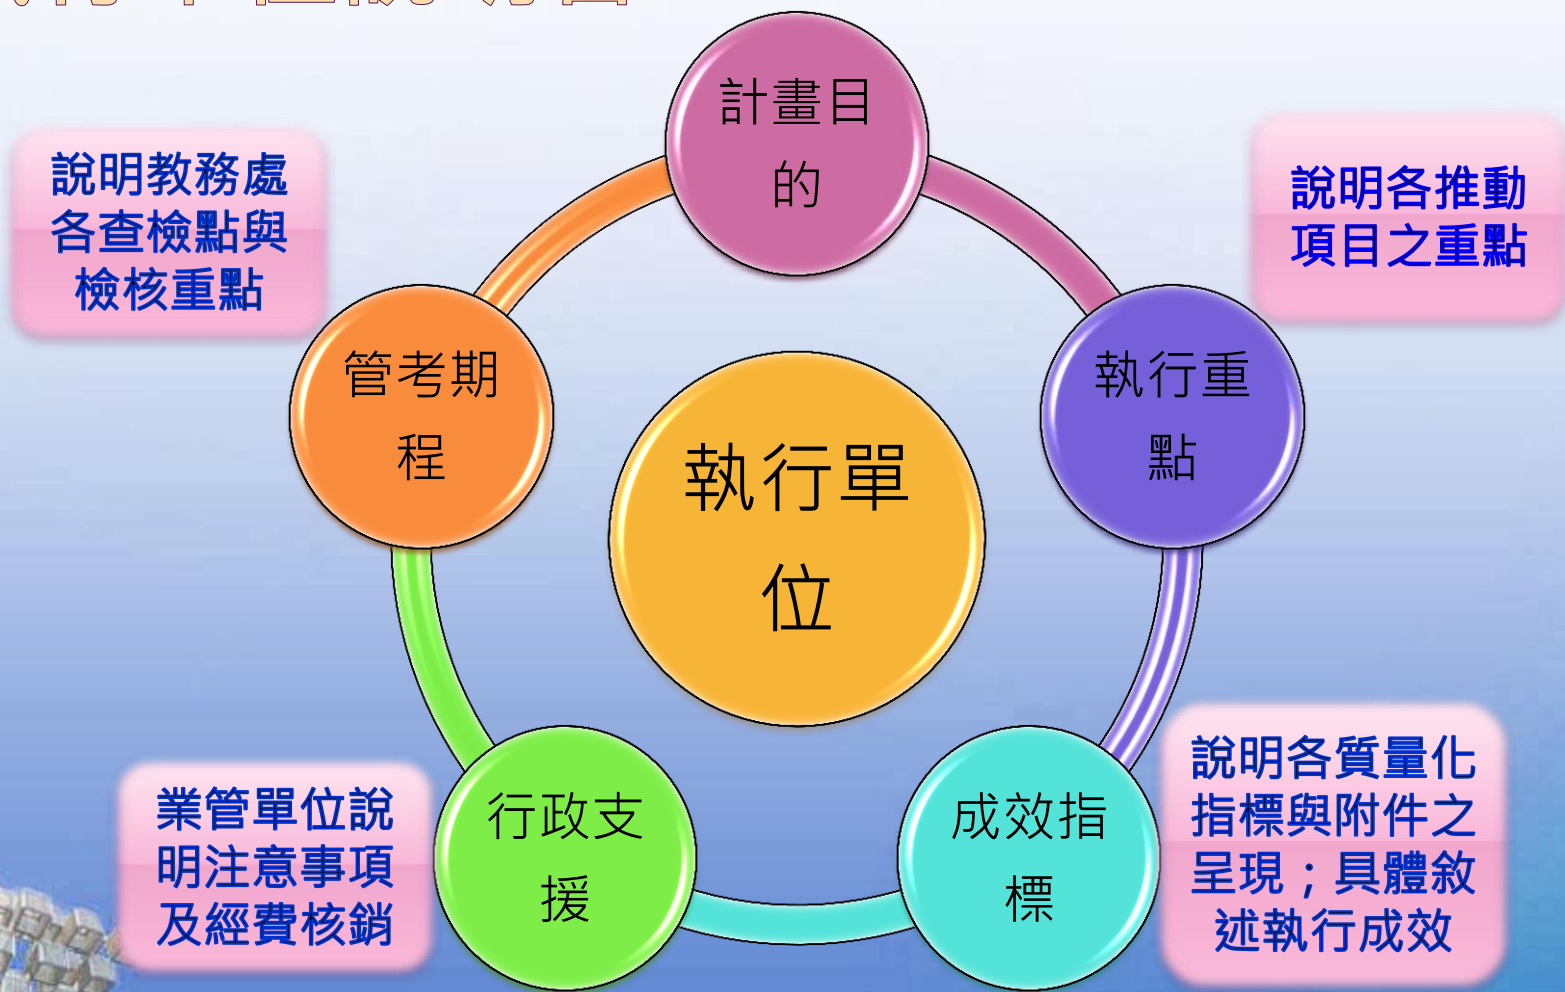 計畫目
的
說明教務處
各查檢點與
檢核重點
說明各推動
項目之重點
管考期
程
執行重
點
執行單
位
業管單位說
明注意事項
及經費核銷
行政支
援
成效指
標
說明各質量化
指標與附件之
呈現；具體敘
述執行成效